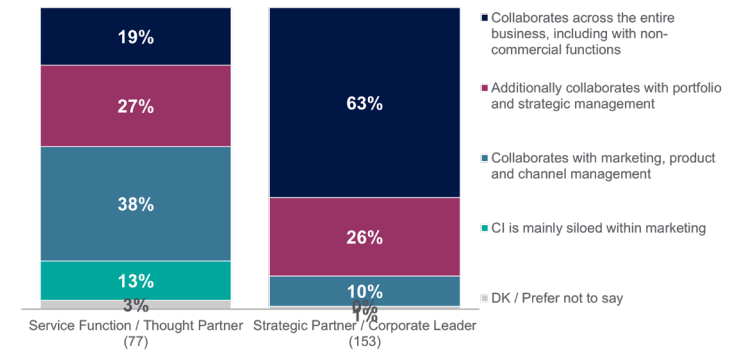 19%
27%
38%
13%
3%
63%
26%
10%
0%
1%
Service Function / Thought Partner
(77)
Strategic Partner / Corporate Leader
(153)
Collaborates across the entire
business, including with non-
commercial functions
Additionally collaborates with portfolio
and strategic management
Collaborates with marketing, product
and channel management
CI is mainly siloed within marketing
DK / Prefer not to say